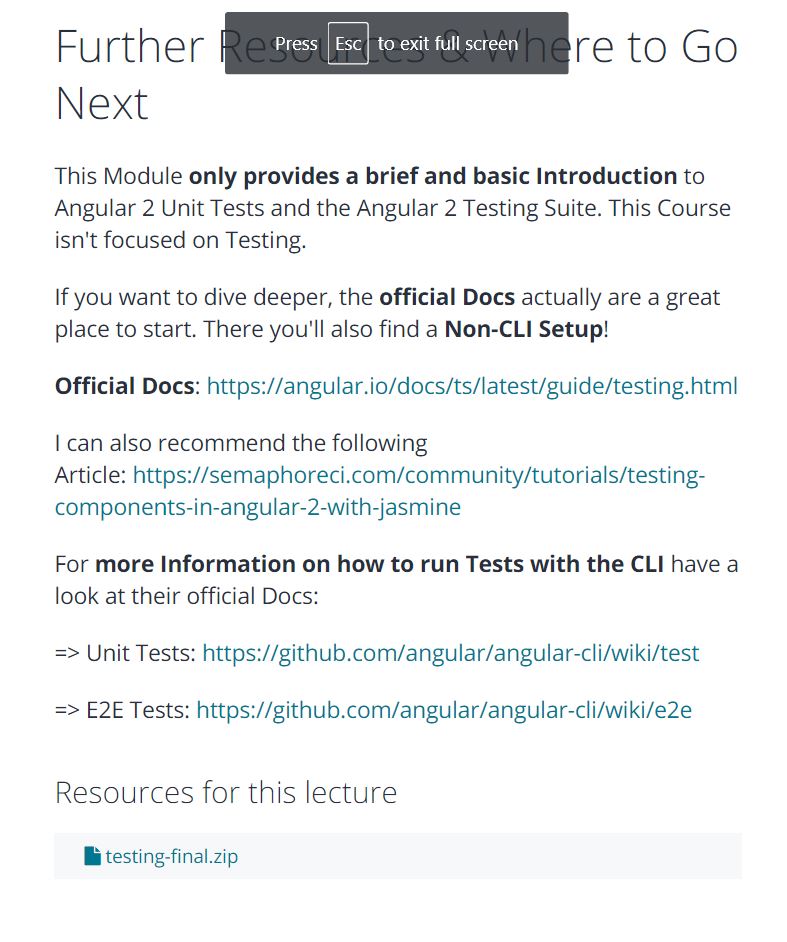 Press Esc to exit full screen
Further Resources & Where to Go
Next
This Module only provides a brief and basic Introduction to
Angular 2 Unit Tests and the Angular 2 Testing Suite. This Course
isn't focused on Testing.
If you want to dive deeper, the official Docs actually are a great
place to start. There you'll also find a Non-CLI Setup!
Official Docs: https://angular.io/docs/ts/latest/guide/testing.html
I can also recommend the following
Article: https://semaphoreci.com/community/tutorials/testing-
components-in-angular-2-with-jasmine
For more Information on how to run Tests with the CLI have a
look at their official Docs:
=> Unit Tests: https://github.com/angular/angular-cli/wiki/test
=> E2E Tests: https://github.com/angular/angular-cli/wiki/e2e
Resources for this lecture
testing-final.zip